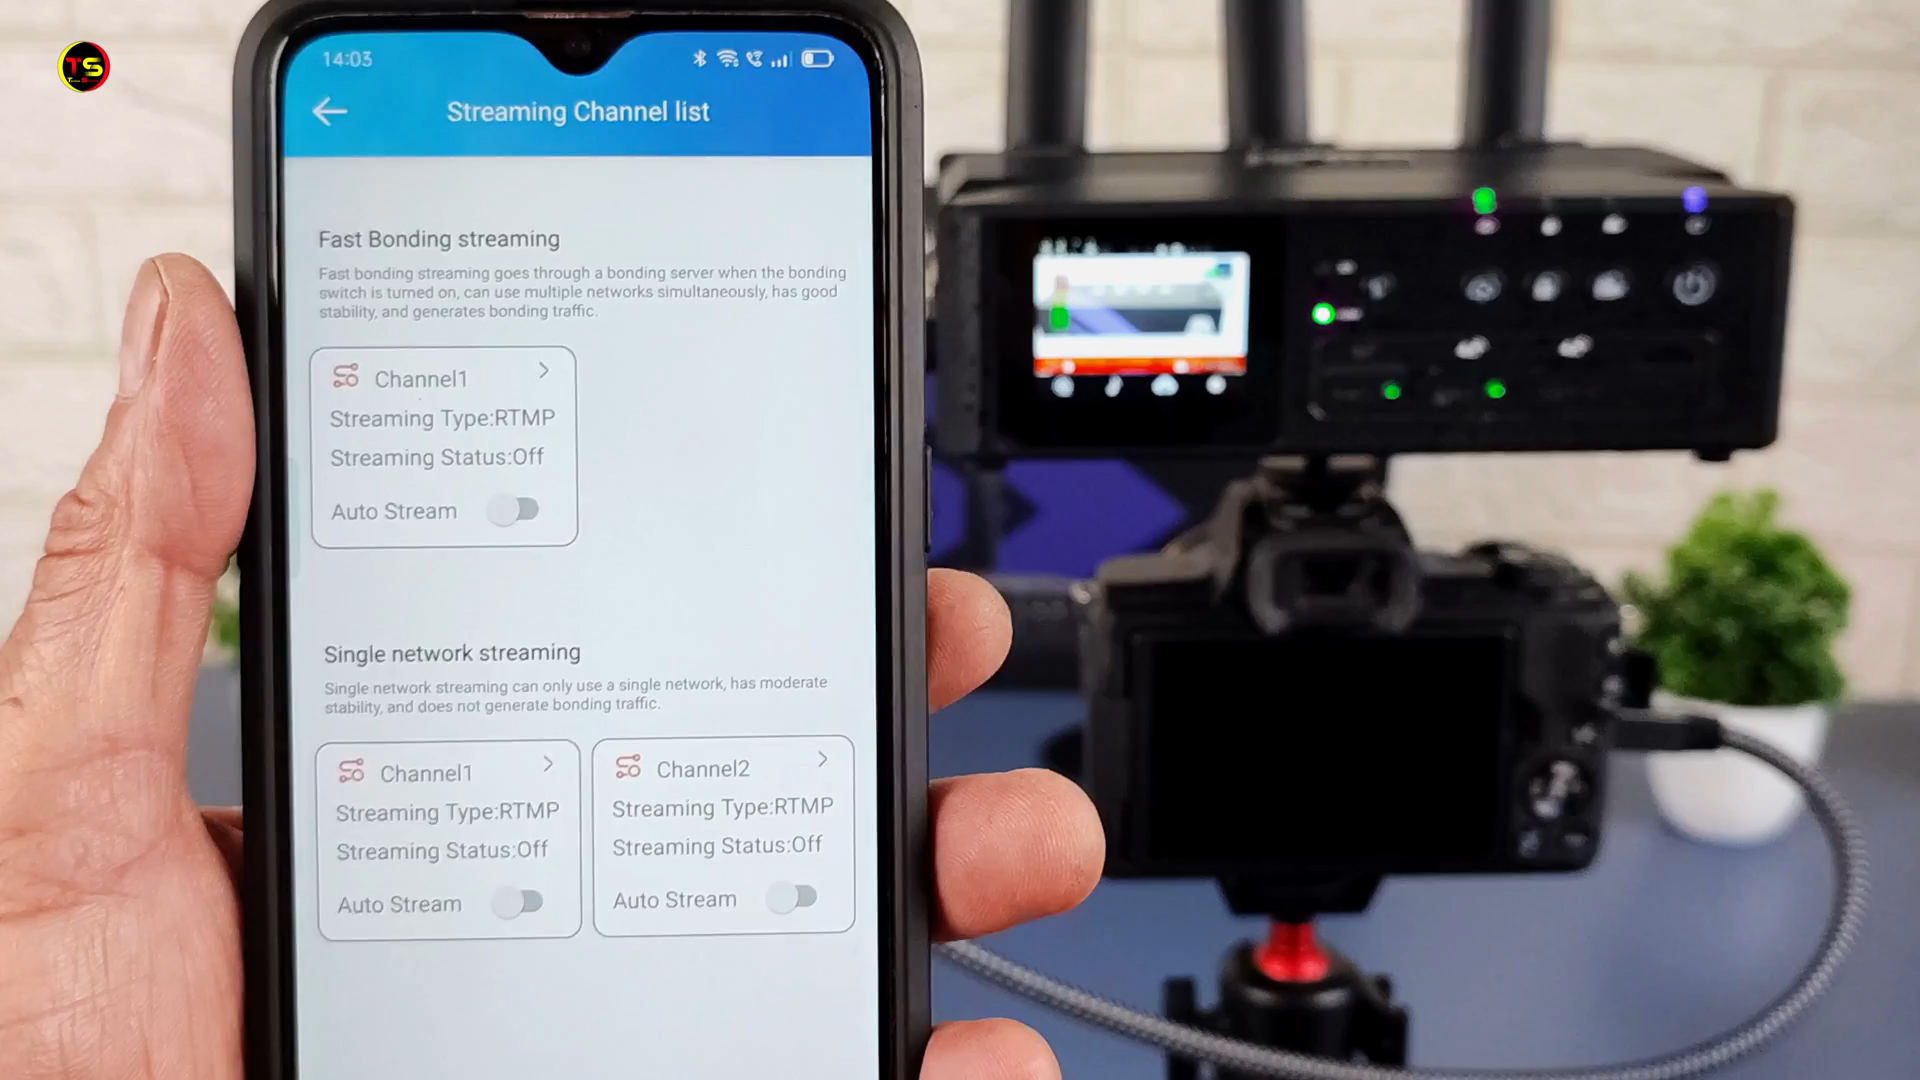 TS
14:03
Streaming Channel list
Fast Bonding streaming
Fast bonding streaming goes through a bonding server when the bonding
switch is turned on, can use multiple networks simultaneously, has good
stability, and generates bonding traffic.
Channel1
Streaming Type:RTMP
Streaming Status:Off
Auto Stream
Single network streaming
Single network streaming can only use a single network, has moderate
stability, and does not generate bonding traffic.
Channel1
Streaming Type:RTMP
Streaming Status:Off
Auto Stream
Channel2
Streaming Type:RTMP
Streaming Status:Off
Auto Stream